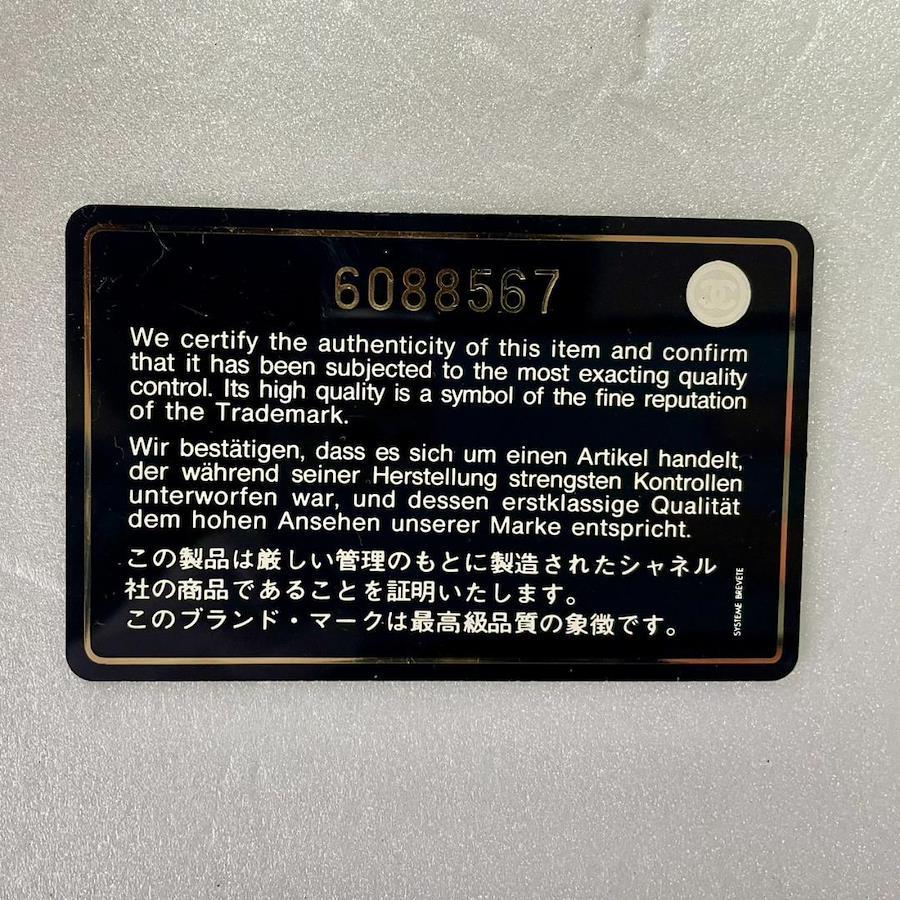 6088567
We certify the authenticity of this item and confirm
that it has been subjected to the most exacting quality
control. Its high quality is a symbol of the fine reputation
of the Trademark.
Wir bestätigen, dass es sich um einen Artikel handelt,
der während seiner Herstellung strengsten Kontrollen
unterworfen war, und dessen erstklassige Qualität
dem hohen Ansehen unserer Marke entspricht.
この製品は厳しい管理のもとに製造されたシャネル
社の商品であることを証明いたします。
このブランド・マークは最高級品質の象徴です。
SYSTEME BREVETE